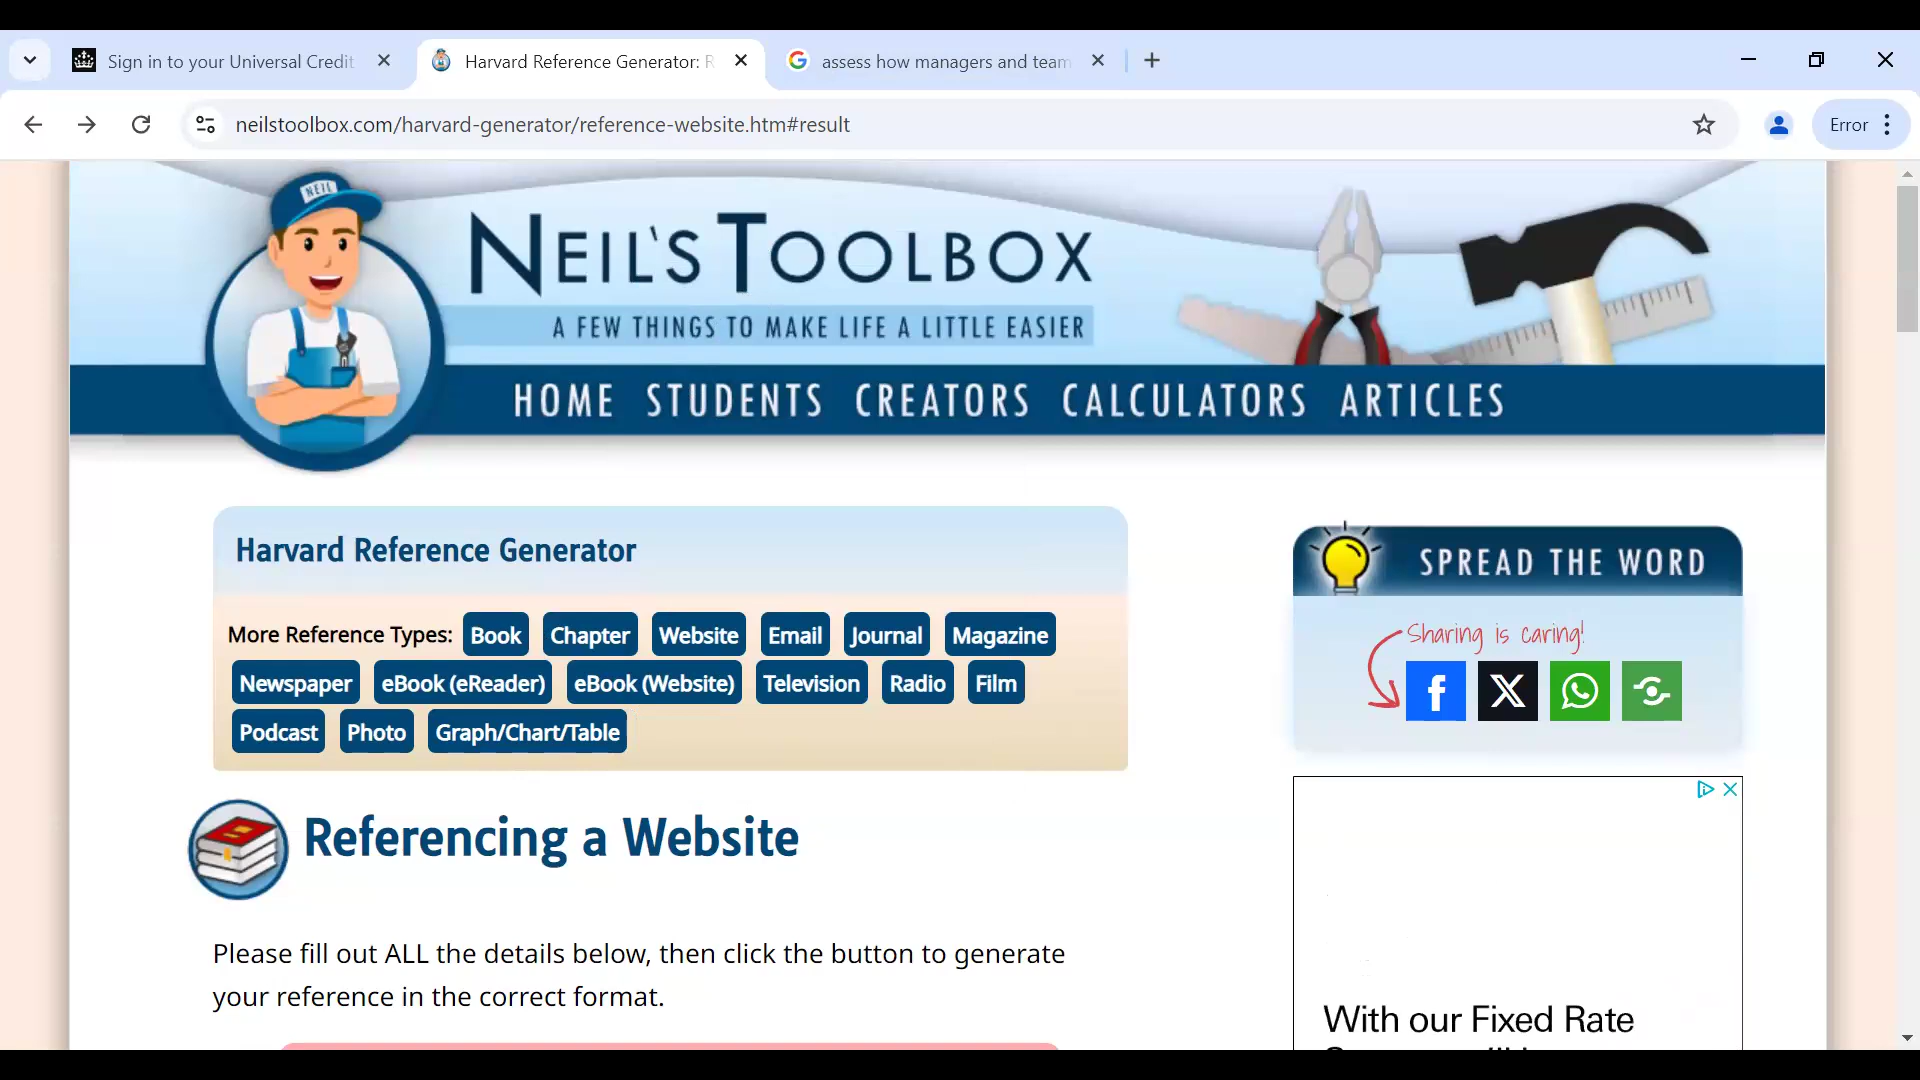 Sign in to your Universal Credit
Harvard Reference Generator: R
assess how managers and team
neilstoolbox.com/harvard-generator/reference-website.htm#result
Error
NEIL
NEIL'S TOOLBOX
A FEW THINGS TO MAKE LIFE A LITTLE EASIER
HOME STUDENTS CREATORS CALCULATORS ARTICLES
Harvard Reference Generator
More Reference Types: Book Chapter Website Email Journal Magazine
Newspaper eBook (eReader) eBook (Website) Television Radio Film
Podcast Photo Graph/Chart/Table
SPREAD THE WORD
Sharing is caring!
Referencing a Website
Please fill out ALL the details below, then click the button to generate
your reference in the correct format.
With our Fixed Rate